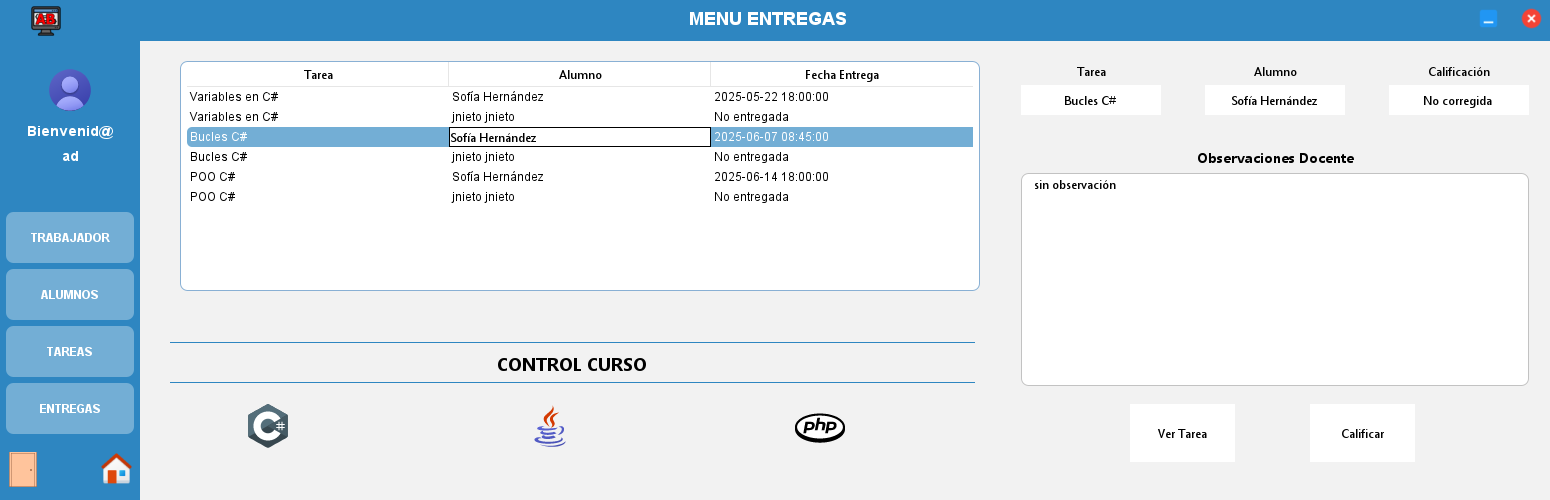 AB
MENU ENTREGAS
Bienvenid@
ad
TRABAJADOR
ALUMNOS
TAREAS
ENTREGAS
Tarea Alumno Fecha Entrega
Variables en C# Sofía Hernández 2025-05-22 18:00:00
Variables en C# jnieto jnieto No entregada
Bucles C# Sofía Hernández 2025-06-07 08:45:00
Bucles C# jnieto jnieto No entregada
POO C# Sofía Hernández 2025-06-14 18:00:00
POO C# jnieto jnieto No entregada
CONTROL CURSO
C#
php
Tarea Alumno Calificación
Bucles C# Sofía Hernández No corregida
Observaciones Docente
sin observación
Ver Tarea Calificar